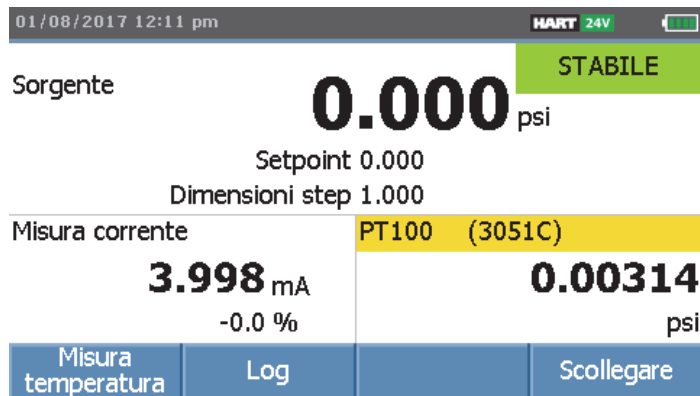 01/08/2017 12:11 pm HART 24V
STABILE
Sorgente 0.000 psi
Setpoint 0.000
Dimensioni step 1.000
Misura corrente PT100 (3051C)
3.998 mA 0.00314
-0.0 % psi
Misura temperatura Log Scollegare